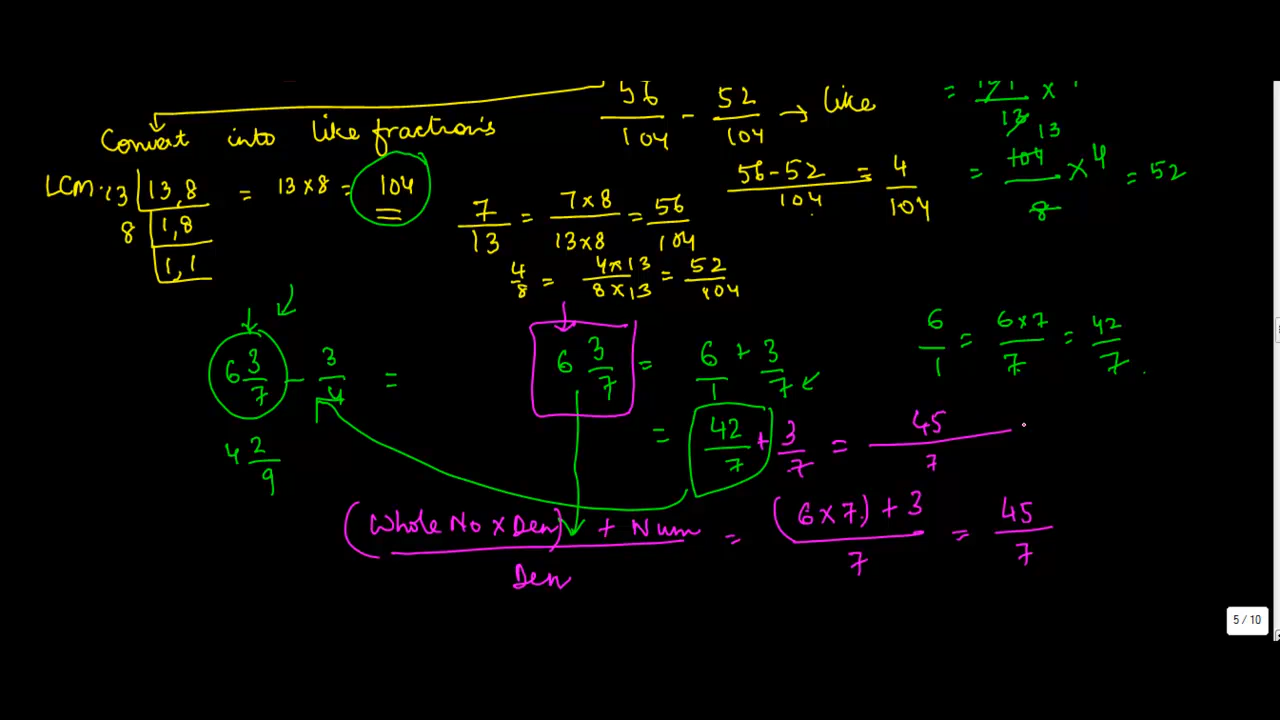 56/104 - 52/104 → like
Convert into like fractions
LCM. 13 | 13, 8 = 13 x 8 = 104
8 | 1, 8
1, 1
56 - 52/104 = 4/104
= 104/8 x 4 = 52
13
7/13 = 7 x 8/13 x 8 = 56/104
4/8 = 4 x 13/8 x 13 = 52/104
6 3/7 - 3/4 =
4 2/9
6 3/7 = 6/1 + 3/7
= 42/7 + 3/7 = 45/7
6/1 = 6 x 7/7 = 42/7
(Whole No x Den) + Num/Den = (6 x 7) + 3/7 = 45/7
5 / 10